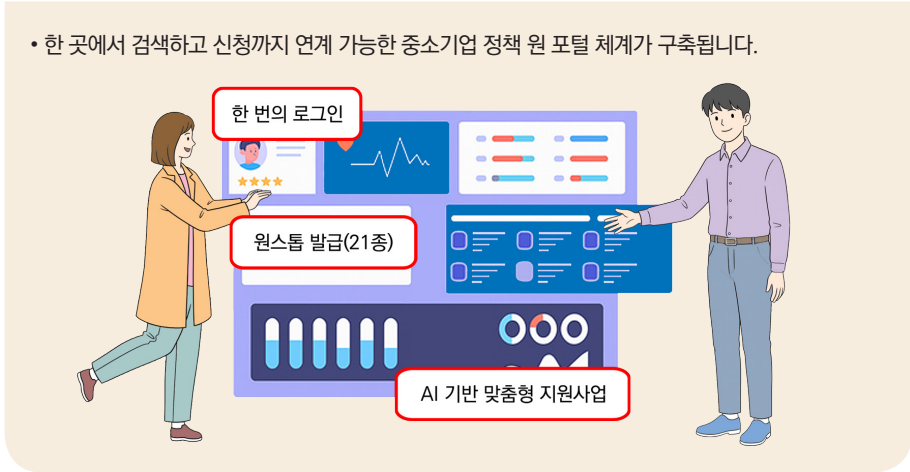 • 한 곳에서 검색하고 신청까지 연계 가능한 중소기업 정책 원 포털 체계가 구축됩니다.
한 번의 로그인
원스톱 발급(21종)
AI 기반 맞춤형 지원사업